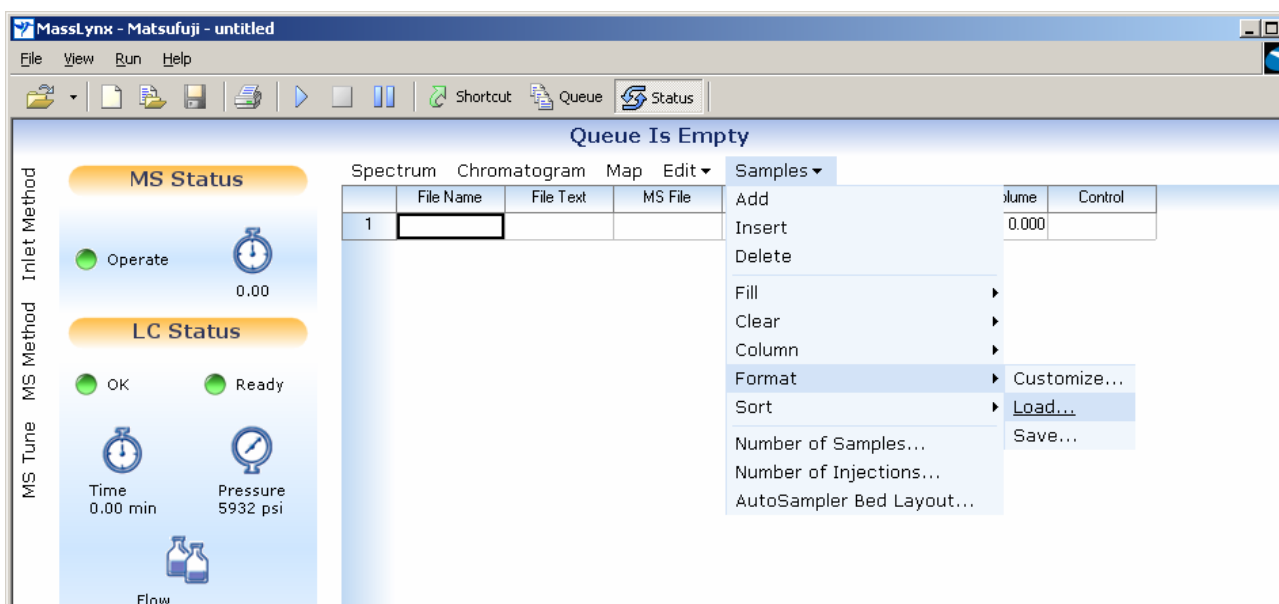 MassLynx - Matsufuji - untitled
File View Run Help
Shortcut Queue Status
Queue Is Empty
Inlet Method
MS Method
MS Tune
MS Status
Operate
0.00
LC Status
OK Ready
Time Pressure
0.00 min 5932 psi
Flow
Spectrum Chromatogram Map Edit Samples
File Name File Text MS File Control
1 0.000
Add
Insert
Delete
Fill
Clear
Column
Format
Sort
Number of Samples...
Number of Injections...
AutoSampler Bed Layout...
Customize...
Load...
Save...